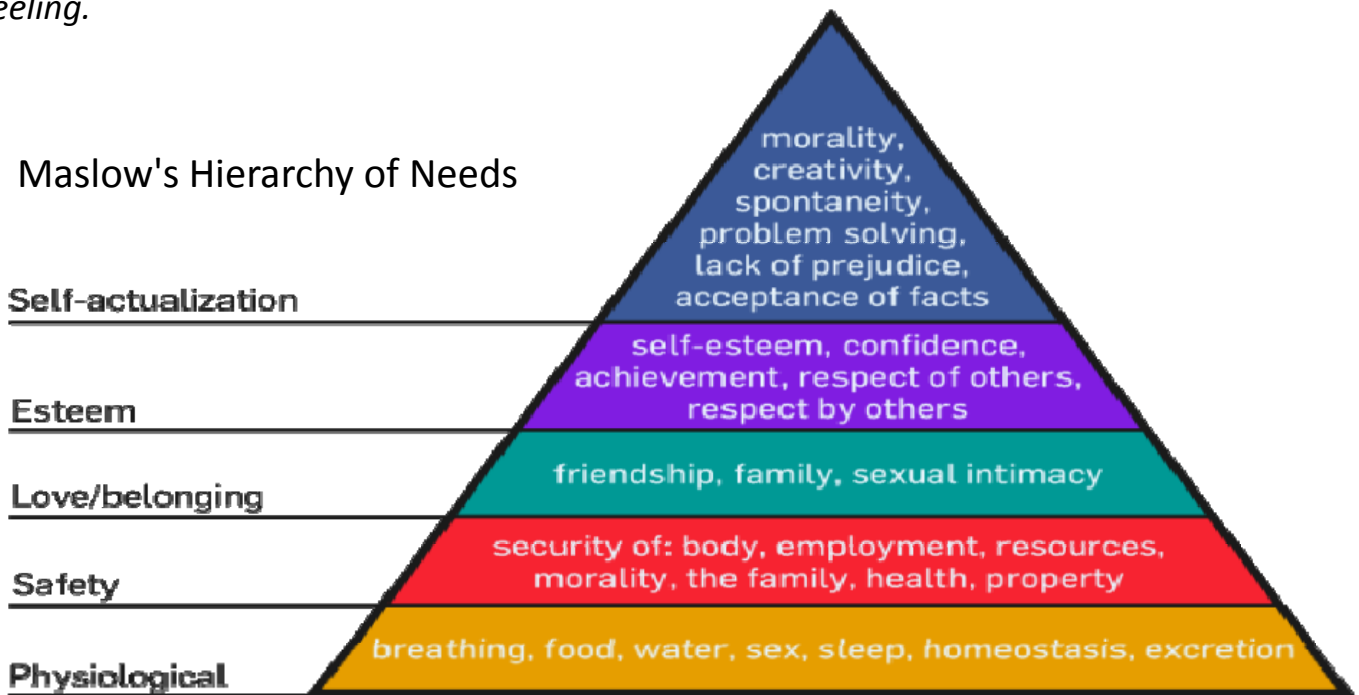 eeling.
Maslow's Hierarchy of Needs
morality,
creativity,
spontaneity,
problem solving,
lack of prejudice,
acceptance of facts
Self-actualization
self-esteem, confidence,
achievement, respect of others,
respect by others
Esteem
friendship, family, sexual intimacy
Love/belonging
security of: body, employment, resources,
morality, the family, health, property
Safety
breathing, food, water, sex, sleep, homeostasis, excretion
Physiological